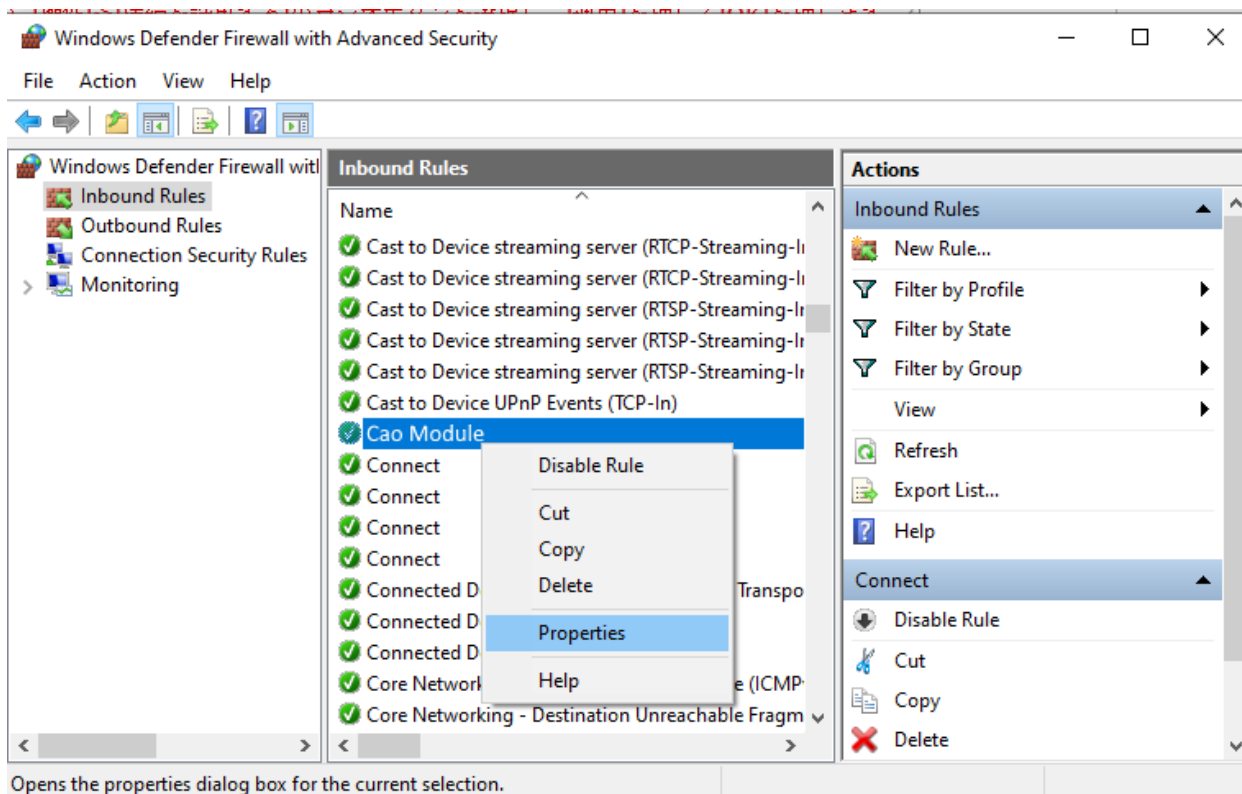 Windows Defender Firewall with Advanced Security
File Action View Help
Windows Defender Firewall witl
Inbound Rules
Outbound Rules
Connection Security Rules
Monitoring
Inbound Rules
Name
Cast to Device streaming server (RTCP-Streaming-I
Cast to Device streaming server (RTCP-Streaming-I
Cast to Device streaming server (RTSP-Streaming-Ir
Cast to Device streaming server (RTSP-Streaming-Ir
Cast to Device streaming server (RTSP-Streaming-Ir
Cast to Device UPnP Events (TCP-In)
Cao Module
Connect
Connect
Connect
Connect
Connected D Transpo
Connected D
Connected D
Core Network e (ICMP
Core Networking - Destination Unreachable Fragm
Disable Rule
Cut
Copy
Delete
Properties
Help
Actions
Inbound Rules
New Rule...
Filter by Profile
Filter by State
Filter by Group
View
Refresh
Export List...
Help
Connect
Disable Rule
Cut
Copy
Delete
Opens the properties dialog box for the current selection.